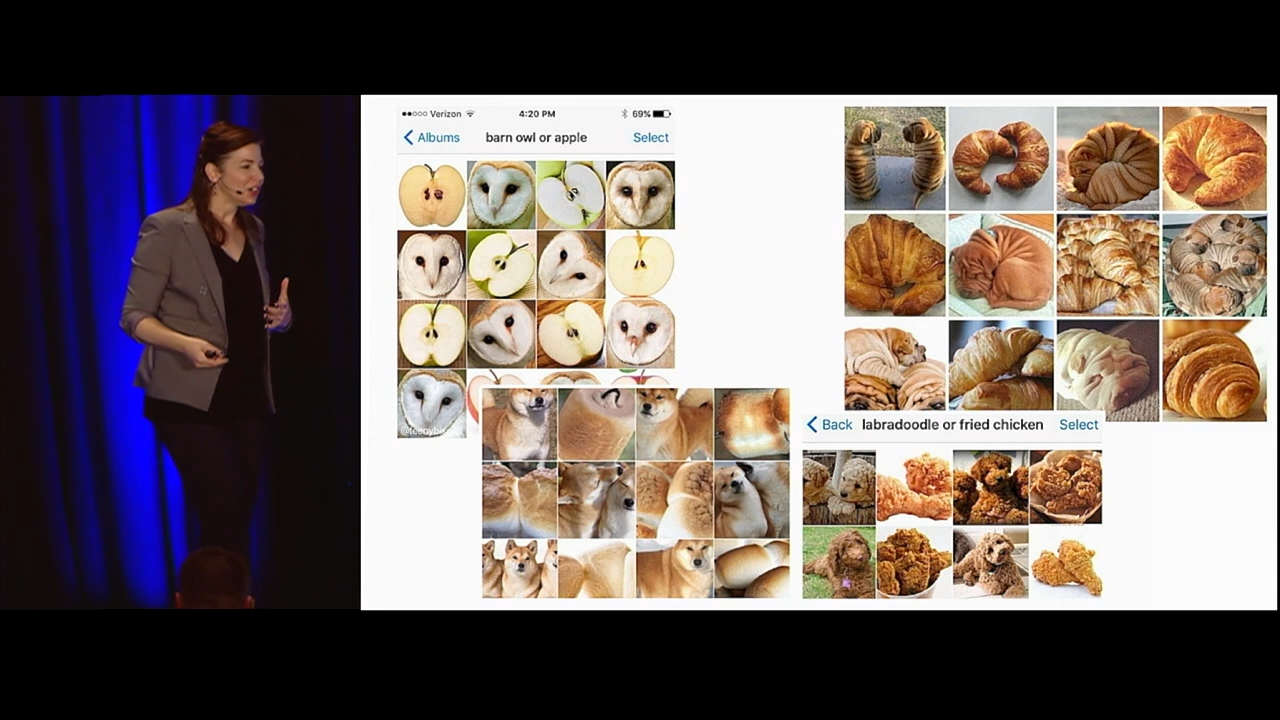 Verizon 4:20 PM 69%
Albums barn owl or apple Select
Back labradoodle or fried chicken Select